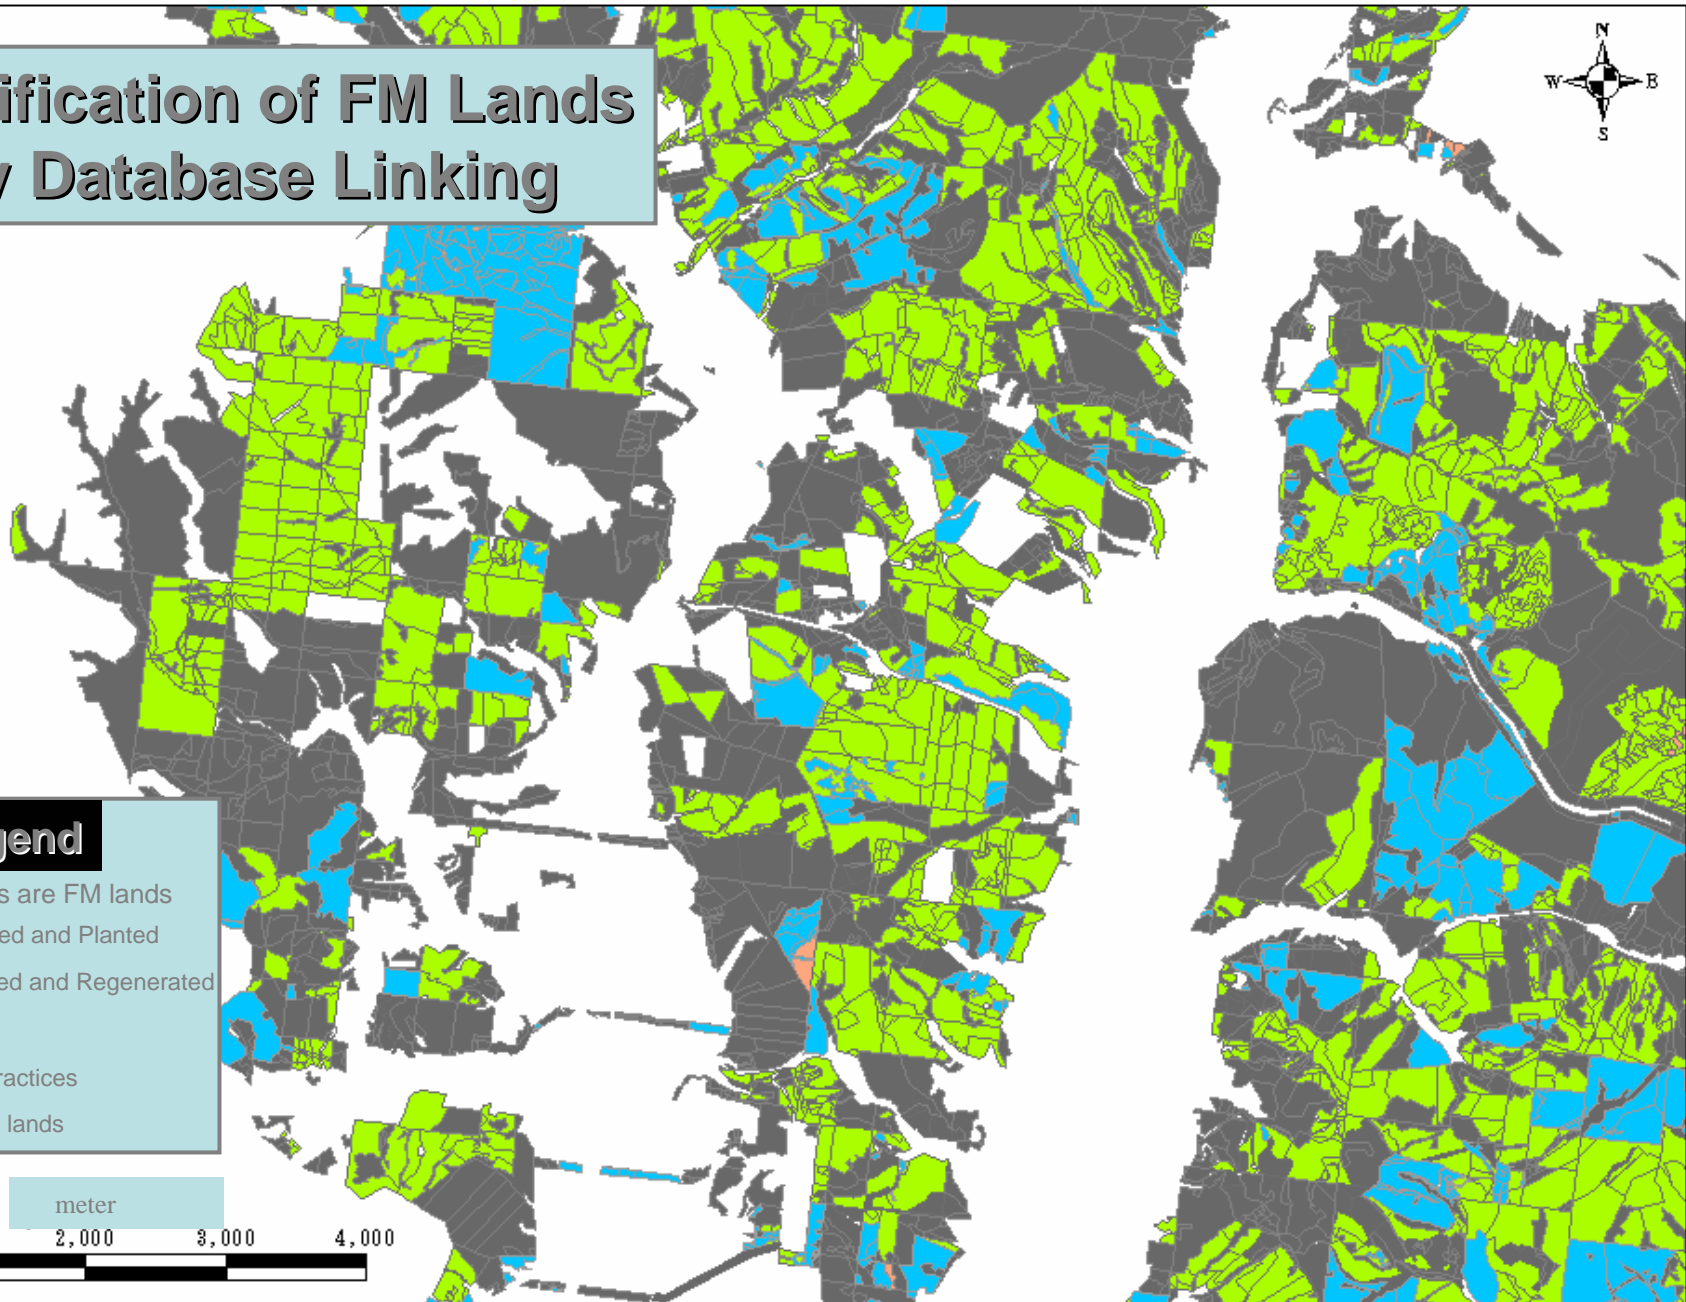 ification of FM Lands
y Database Linking
N
W E
S
gend
s are FM lands
ed and Planted
ed and Regenerated
ractices
lands
meter
2,000 3,000 4,000